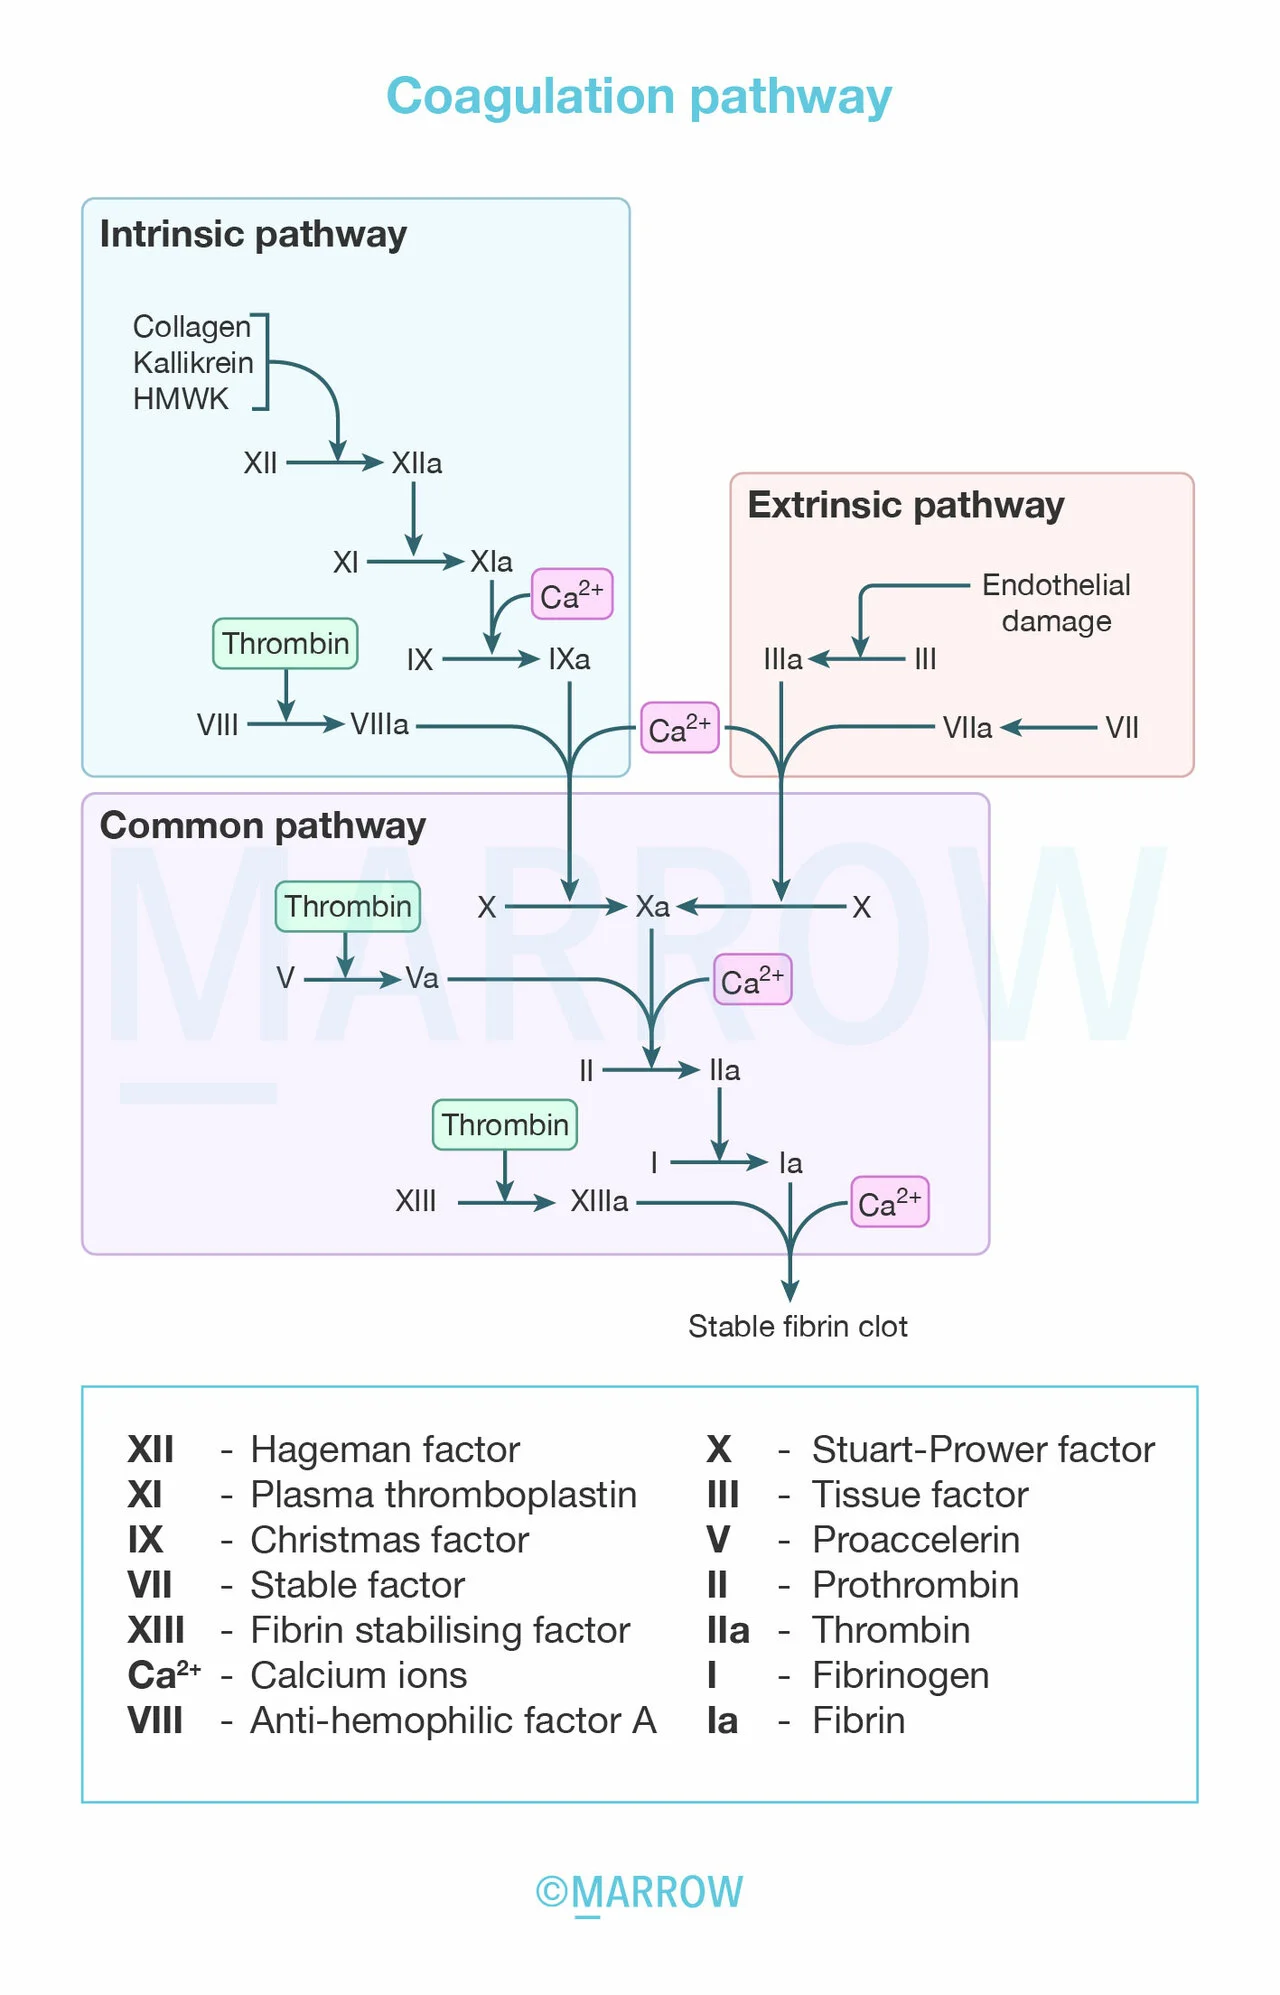 Coagulation pathway
Intrinsic pathway
Collagen
Kallikrein
HMWK
XII XIIa
XI XIa
Ca²⁺
Thrombin
IX IXa
VIII VIIIa
Ca²⁺
Extrinsic pathway
Endothelial
damage
IIIa III
VIIa VII
Common pathway
Thrombin
X Xa X
V Va
Ca²⁺
II IIa
Thrombin
I Ia
XIII XIIIa
Ca²⁺
Stable fibrin clot
MARROW
XII - Hageman factor
XI - Plasma thromboplastin
IX - Christmas factor
VII - Stable factor
XIII - Fibrin stabilising factor
Ca²⁺ - Calcium ions
VIII - Anti-hemophilic factor A
X - Stuart-Prower factor
III - Tissue factor
V - Proaccelerin
II - Prothrombin
IIa - Thrombin
I - Fibrinogen
Ia - Fibrin
©MARROW